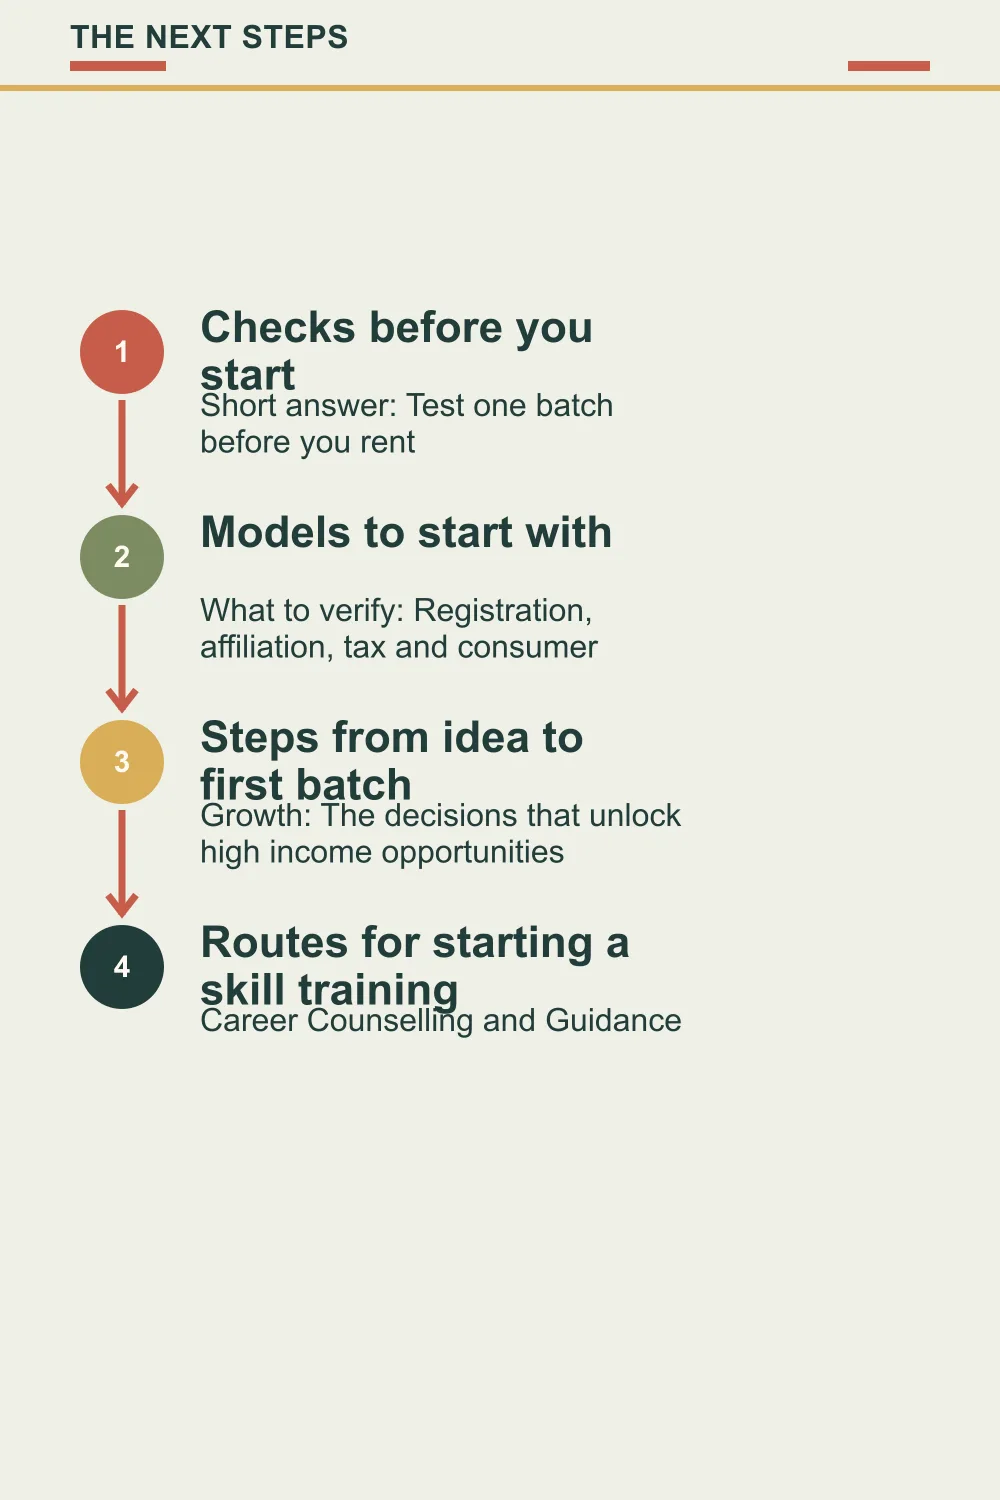 THE NEXT STEPS
1
Checks before you
start
Short answer: Test one batch
before you rent
2
Models to start with
What to verify: Registration,
affiliation, tax and consumer
3
Steps from idea to
first batch
Growth: The decisions that unlock
high income opportunities
4
Routes for starting a
skill training
Career Counselling and Guidance